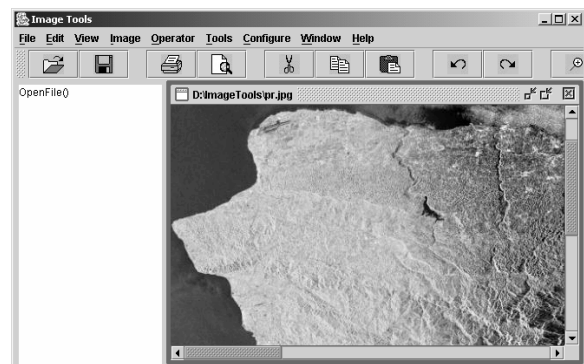 Image Tools
File Edit View Image Operator Tools Configure Window Help
OpenFile()
D:\ImageTools\pr.jpg